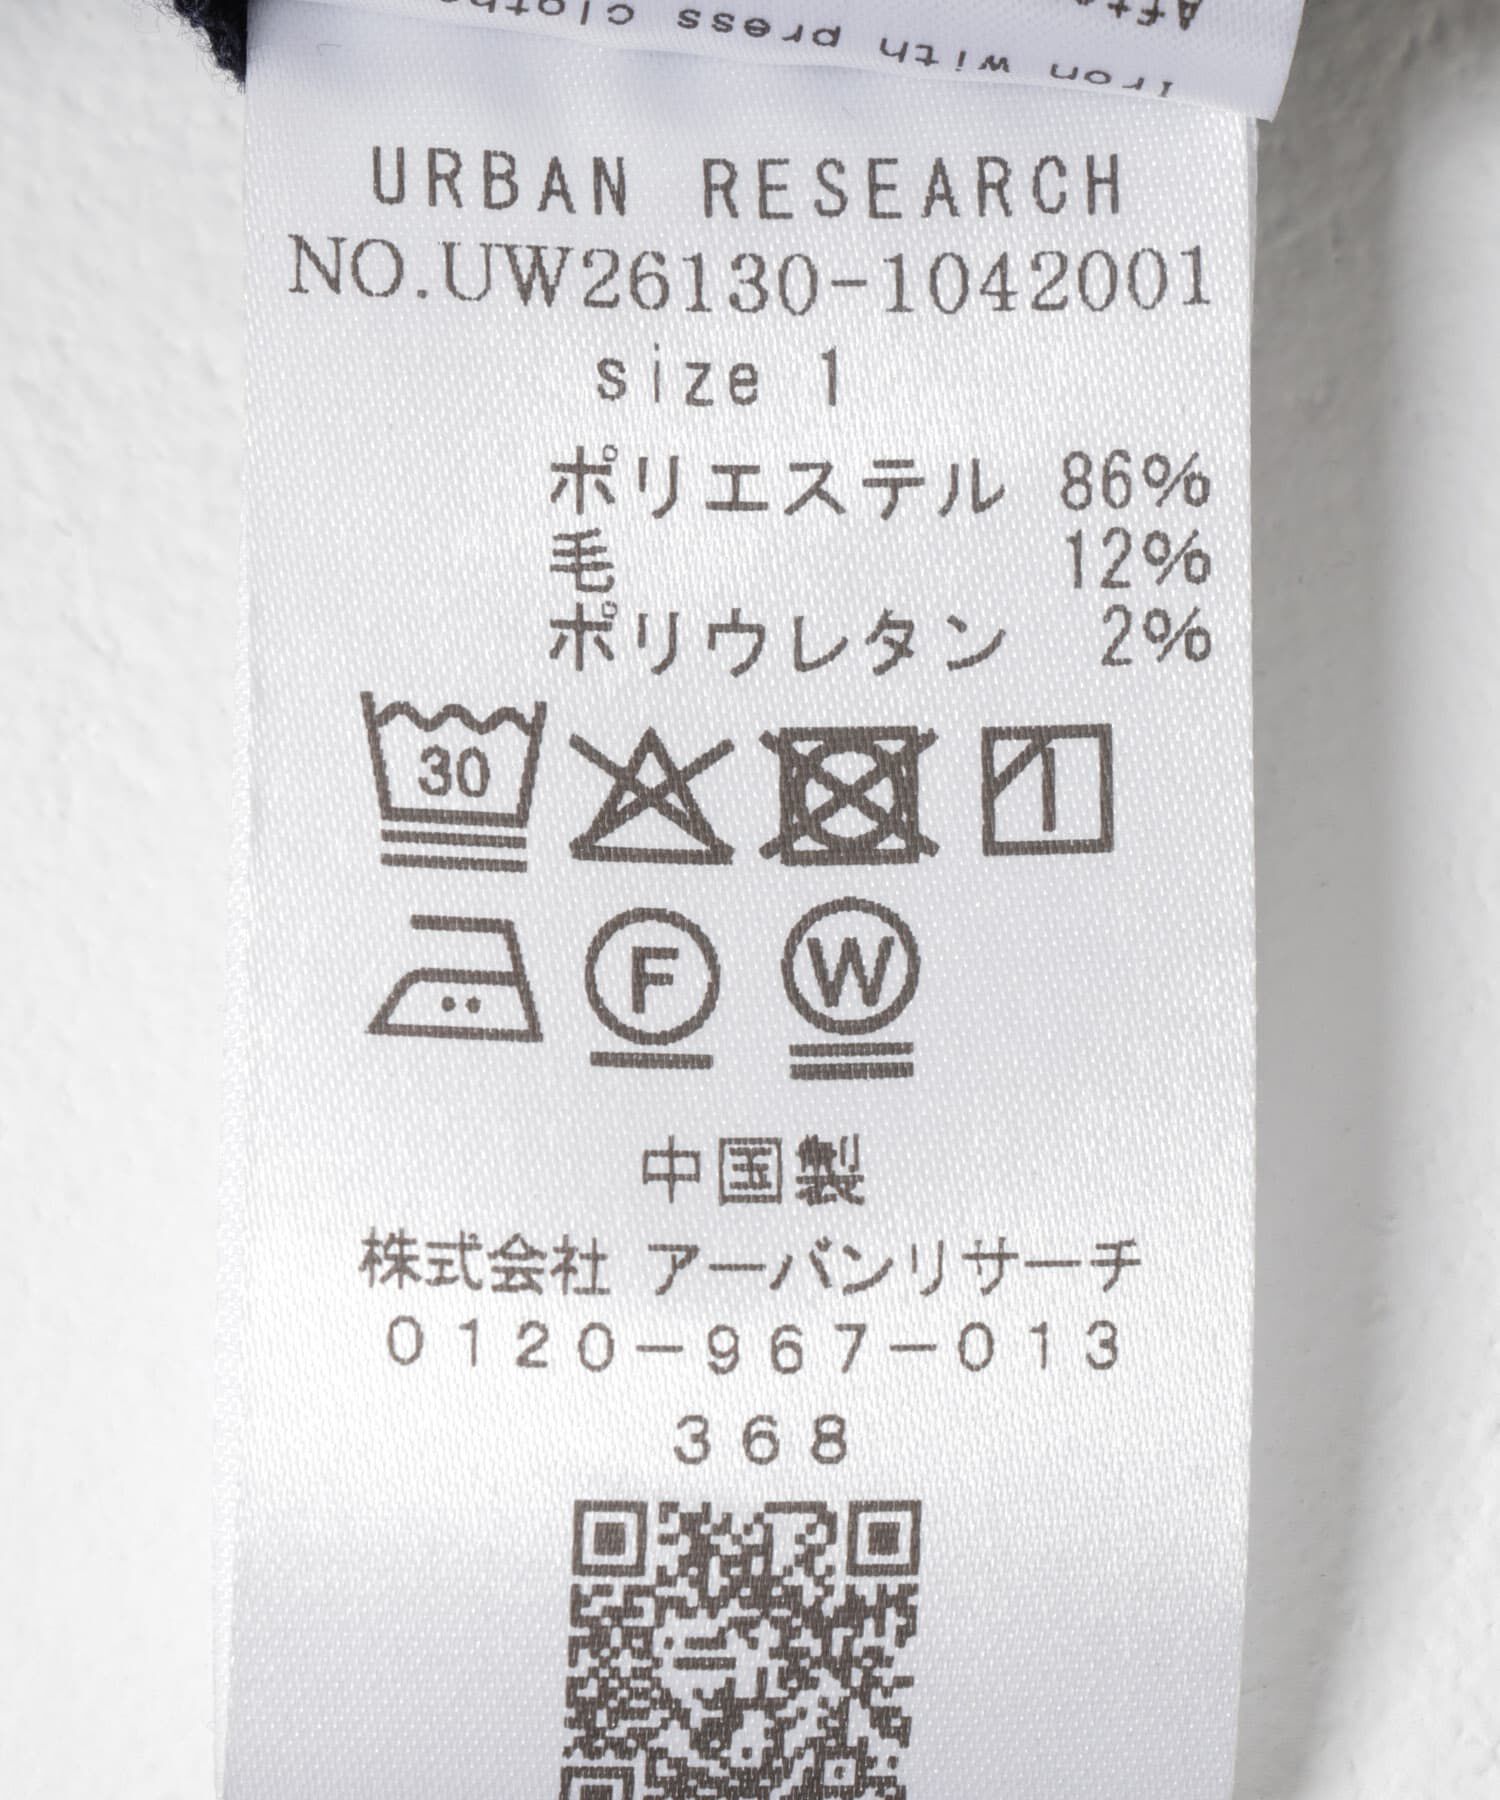 Afte
iron with press cloth
URBAN RESEARCH
NO.UW26130-1042001
size 1
ポリエステル 86%
毛 12%
ポリウレタン 2%
30
F W
中国製
株式会社 アーバンリサーチ
0120-967-013
368